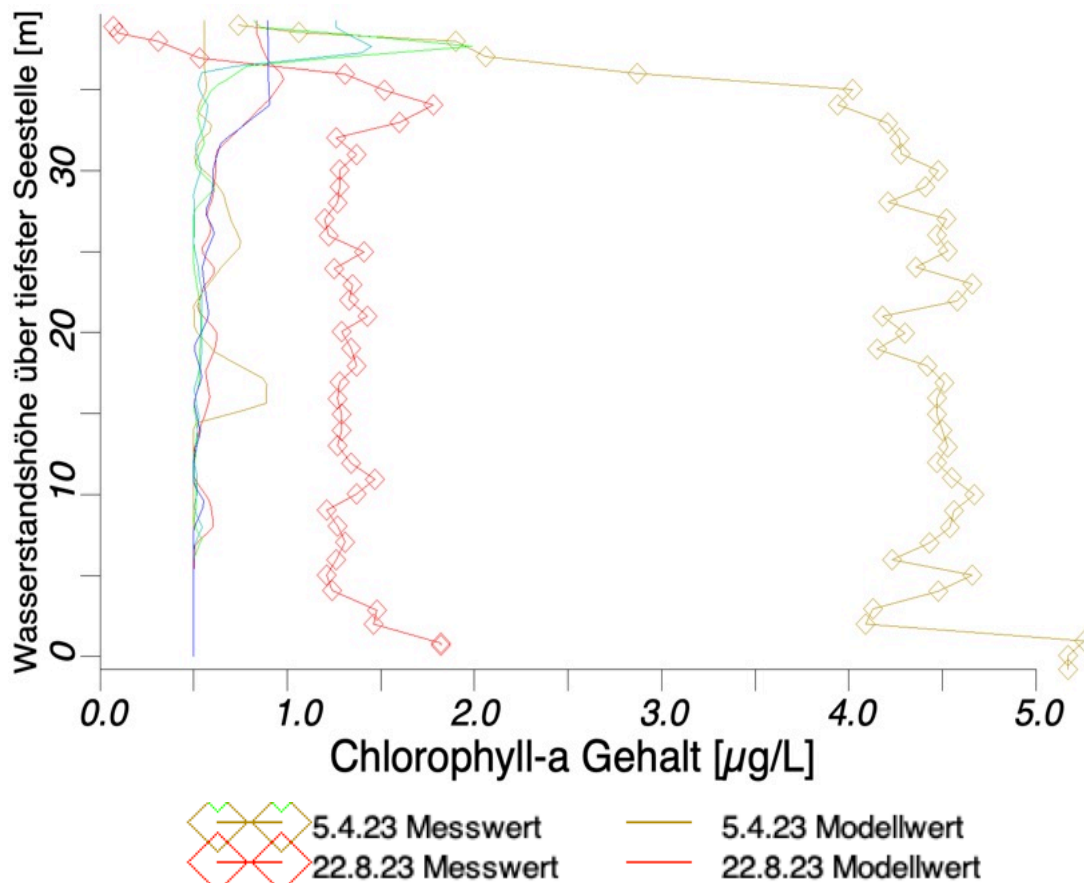 Wasserstandshöhe über tiefster Seestelle [m]
30
20
10
0
0.0 1.0 2.0 3.0 4.0 5.0
Chlorophyll-a Gehalt [µg/L]
5.4.23 Messwert 5.4.23 Modellwert
22.8.23 Messwert 22.8.23 Modellwert